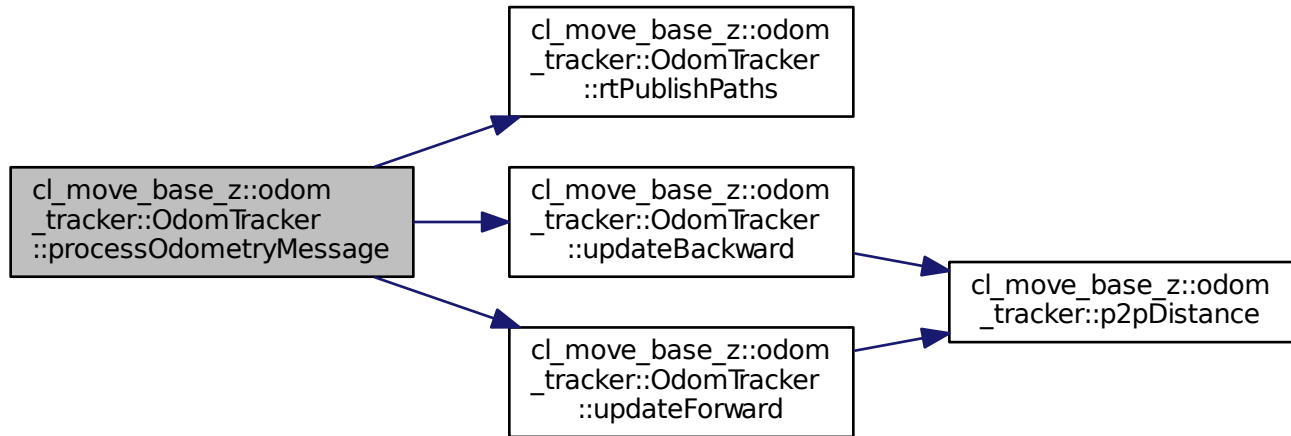 cl_move_base_z::odom
_tracker::OdomTracker
::processOdometryMessage
cl_move_base_z::odom
_tracker::OdomTracker
::rtPublishPaths
cl_move_base_z::odom
_tracker::OdomTracker
::updateBackward
cl_move_base_z::odom
_tracker::OdomTracker
::updateForward
cl_move_base_z::odom
_tracker::p2pDistance